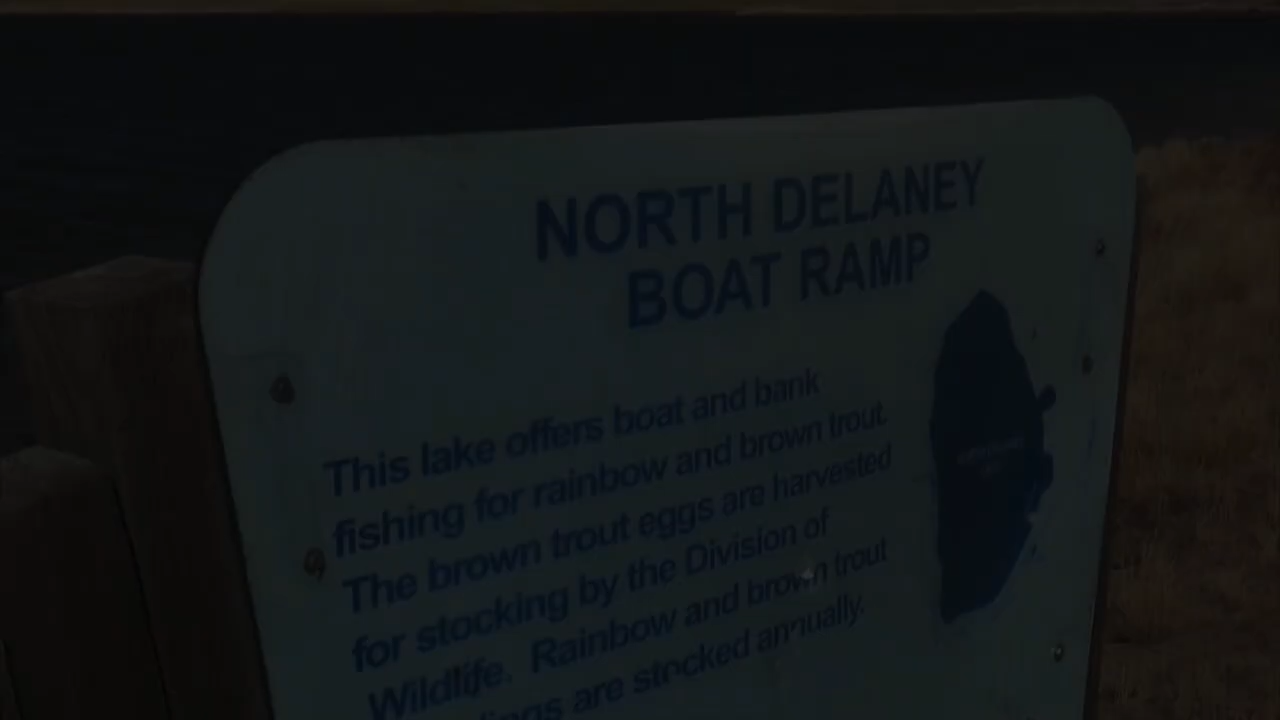 NORTH DELANEY
BOAT RAMP
This lake offers boat and bank
fishing for rainbow and brown trout.
The brown trout eggs are harvested
for stocking by the Division of
Wildlife. Rainbow and brown trout
are stocked annually.